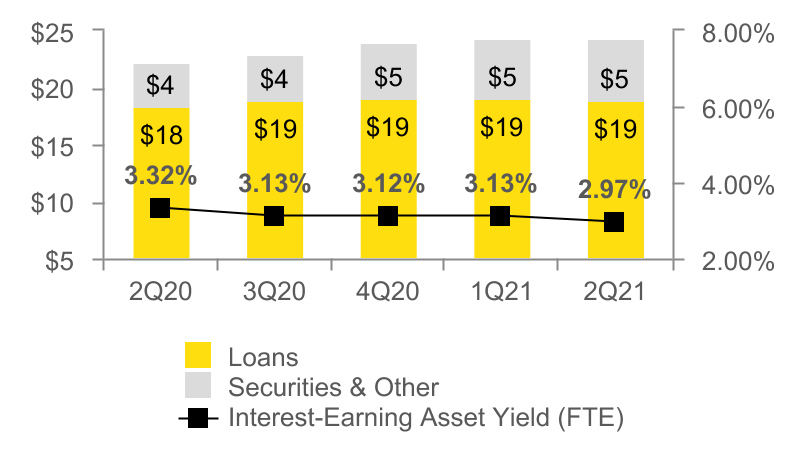 $25 8.00%
$4 $4 $5 $5 $5
$20 6.00%
$18 $19 $19 $19 $19
$15
3.32% 3.13% 3.12% 3.13% 2.97%
4.00%
$10
$5 2.00%
2Q20 3Q20 4Q20 1Q21 2Q21
Loans
Securities & Other
Interest-Earning Asset Yield (FTE)